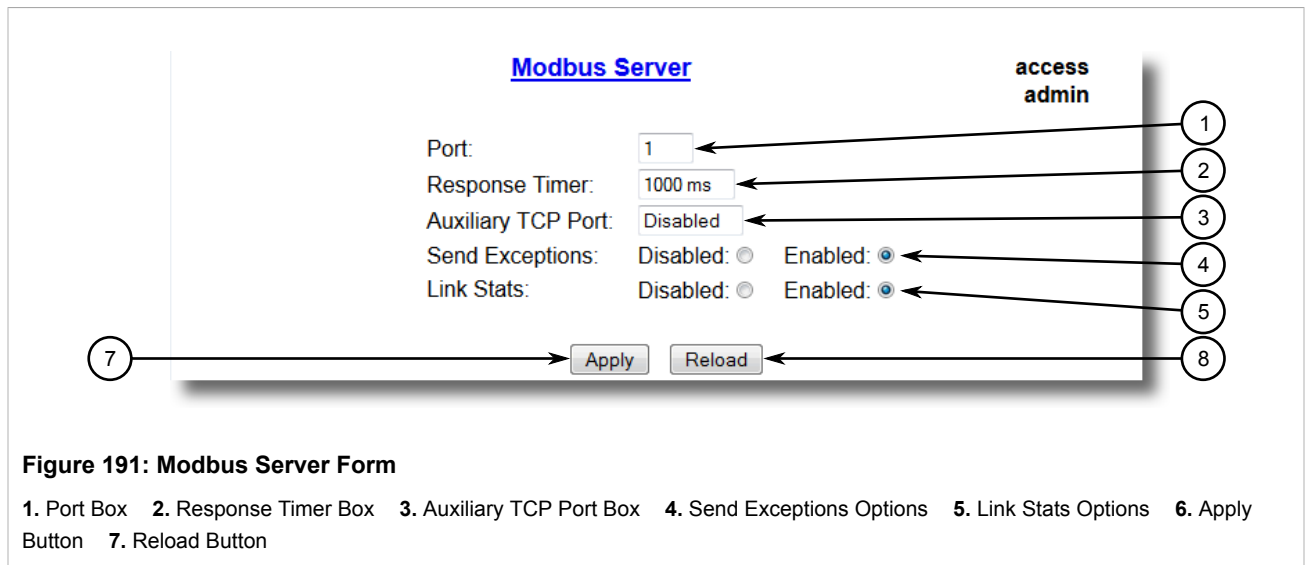 Modbus Server
access
admin
1
Port: 1
2
Response Timer: 1000 ms
3
Auxiliary TCP Port: Disabled
Send Exceptions: Disabled: Enabled:
4
Link Stats: Disabled: Enabled:
5
7
Apply Reload
8
Figure 191: Modbus Server Form
1. Port Box 2. Response Timer Box 3. Auxiliary TCP Port Box 4. Send Exceptions Options 5. Link Stats Options 6. Apply
Button 7. Reload Button